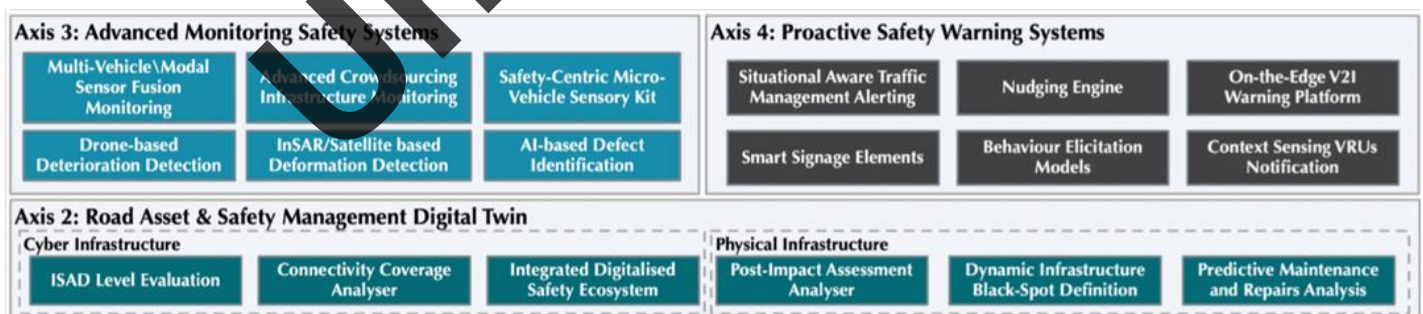 Axis 3: Advanced Monitoring Safety Systems
Multi-Vehicle\Modal
Sensor Fusion
Monitoring
Advanced Crowdsourcing
Infrastructure Monitoring
Safety-Centric Micro-
Vehicle Sensory Kit
Drone-based
Deterioration Detection
InSAR/Satellite based
Deformation Detection
AI-based Defect
Identification
Axis 4: Proactive Safety Warning Systems
Situational Aware Traffic
Management Alerting
Nudging Engine
On-the-Edge V2I
Warning Platform
Smart Signage Elements
Behaviour Elicitation
Models
Context Sensing VRUs
Notification
Axis 2: Road Asset & Safety Management Digital Twin
Cyber Infrastructure
ISAD Level Evaluation
Connectivity Coverage
Analyser
Integrated Digitalised
Safety Ecosystem
Physical Infrastructure
Post-Impact Assessment
Analyser
Dynamic Infrastructure
Black-Spot Definition
Predictive Maintenance
and Repairs Analysis